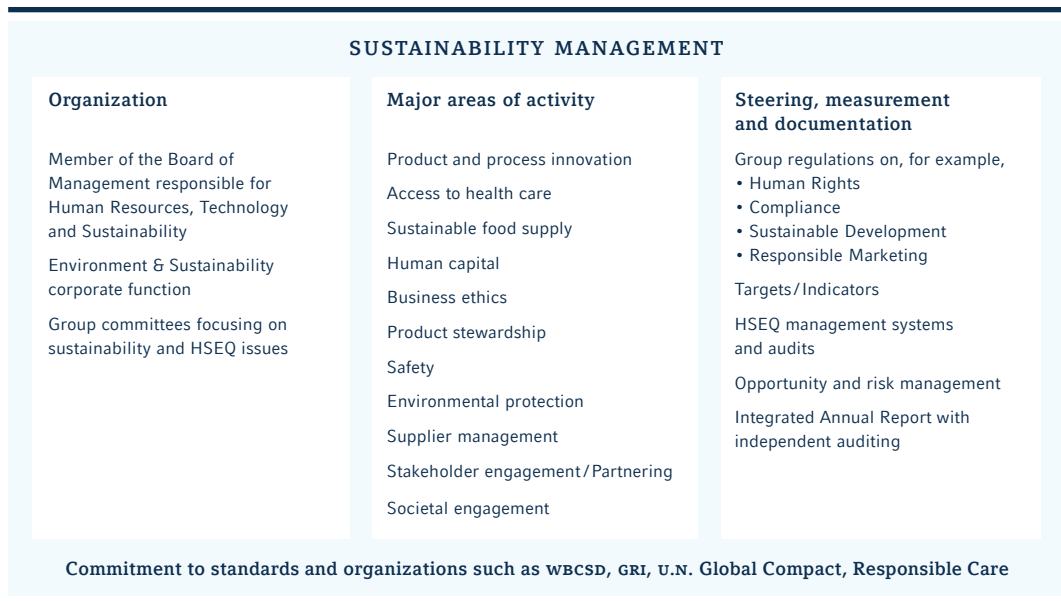 SUSTAINABILITY MANAGEMENT
Organization
Member of the Board of
Management responsible for
Human Resources, Technology
and Sustainability
Environment & Sustainability
corporate function
Group committees focusing on
sustainability and HSEQ issues
Major areas of activity
Product and process innovation
Access to health care
Sustainable food supply
Human capital
Business ethics
Product stewardship
Safety
Environmental protection
Supplier management
Stakeholder engagement/Partnering
Societal engagement
Steering, measurement
and documentation
Group regulations on, for example,
• Human Rights
• Compliance
• Sustainable Development
• Responsible Marketing
Targets/Indicators
HSEQ management systems
and audits
Opportunity and risk management
Integrated Annual Report with
independent auditing
Commitment to standards and organizations such as WBCSD, GRI, U.N. Global Compact, Responsible Care